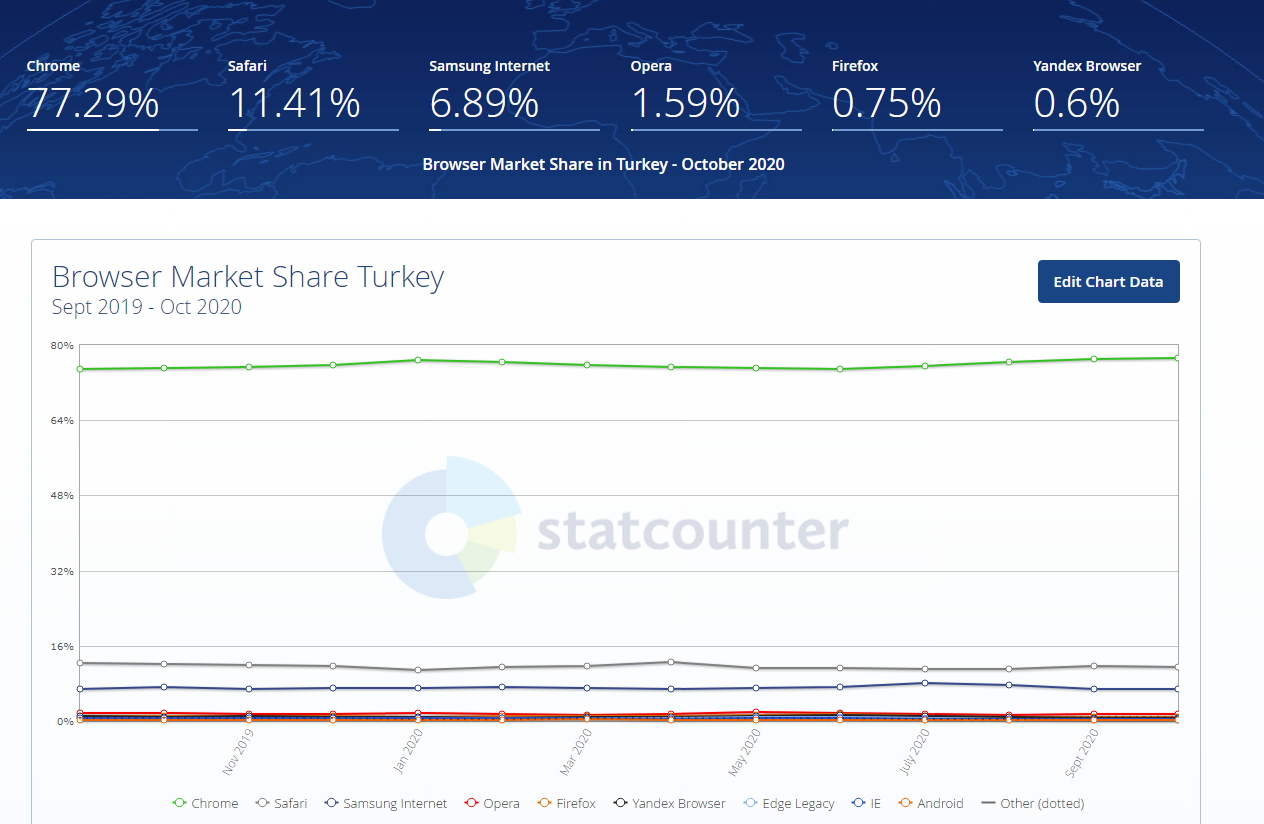 Chrome Safari Samsung Internet Opera Firefox Yandex Browser
77.29% 11.41% 6.89% 1.59% 0.75% 0.6%
Browser Market Share in Turkey - October 2020
Browser Market Share Turkey
Edit Chart Data
Sept 2019 - Oct 2020
80%
64%
48%
statcounter
32%
16%
0%
Nov 2019 Jan 2020 Mar 2020 May 2020 July 2020 Sept 2020
Chrome Safari Samsung Internet Opera Firefox Yandex Browser Edge Legacy IE Android Other (dotted)